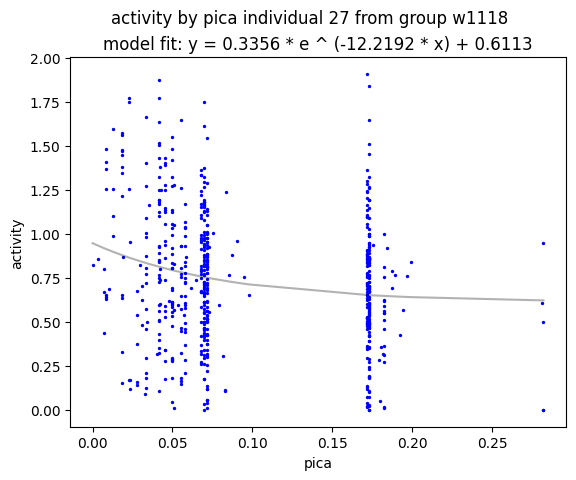 activity by pica individual 27 from group w1118
model fit: y = 0.3356 * e ^ (-12.2192 * x) + 0.6113
2.00
1.75
1.50
1.25
1.00
0.75
0.50
0.25
0.00
activity
0.00 0.05 0.10 0.15 0.20 0.25
pica